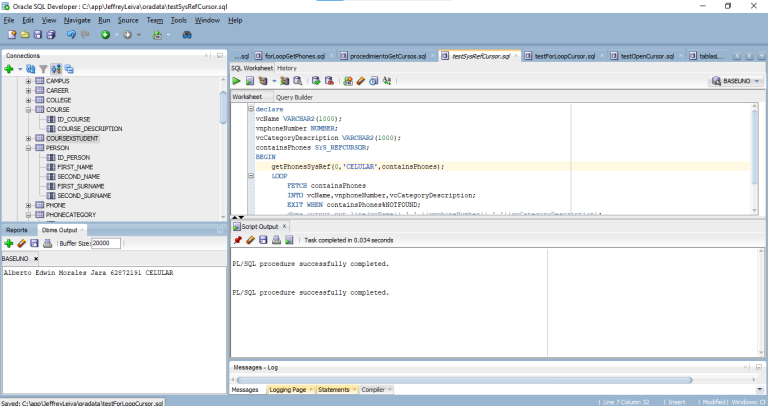 Oracle SQL Developer : C:\app\JeffreyLeiva\oradata\testSysRefCursor.sql
File Edit View Navigate Run Source Team Tools Window Help
Connections
CAMPUS
CAREER
COLLEGE
COURSE
ID_COURSE
COURSE_DESCRIPTION
COURSEXSTUDENT
PERSON
ID_PERSON
FIRST_NAME
SECOND_NAME
FIRST_SURNAME
SECOND_SURNAME
PHONE
PHONECATEGORY
Reports Dbms Output
Buffer Size: 20000
BASEUNO
Alberto Edwin Morales Jara 62872191 CELULAR
...sql forLoopGetPhones.sql procedimientoGetCursos.sql testSysRefCursor.sql testForLoopCursor.sql testOpenCursor.sql tablasL...
SQL Worksheet History
BASEUNO
Worksheet Query Builder
declare
vcName VARCHAR2(1000);
vnphoneNumber NUMBER;
vcCategoryDescription VARCHAR2(1000);
containsPhones SYS_REFCURSOR;
BEGIN
getPhonesSysRef(0,'CELULAR',containsPhones);
LOOP
FETCH containsPhones
INTO vcName,vnphoneNumber,vcCategoryDescription;
EXIT WHEN containsPhones%NOTFOUND;
Script Output
Task completed in 0.034 seconds
PL/SQL procedure successfully completed.
PL/SQL procedure successfully completed.
Messages - Log
Messages Logging Page Statements Compiler
Saved: C:\app\JeffreyLeiva\oradata\testForLoopCursor.sql
Line 7 Column 32 Insert Modified Windows: C